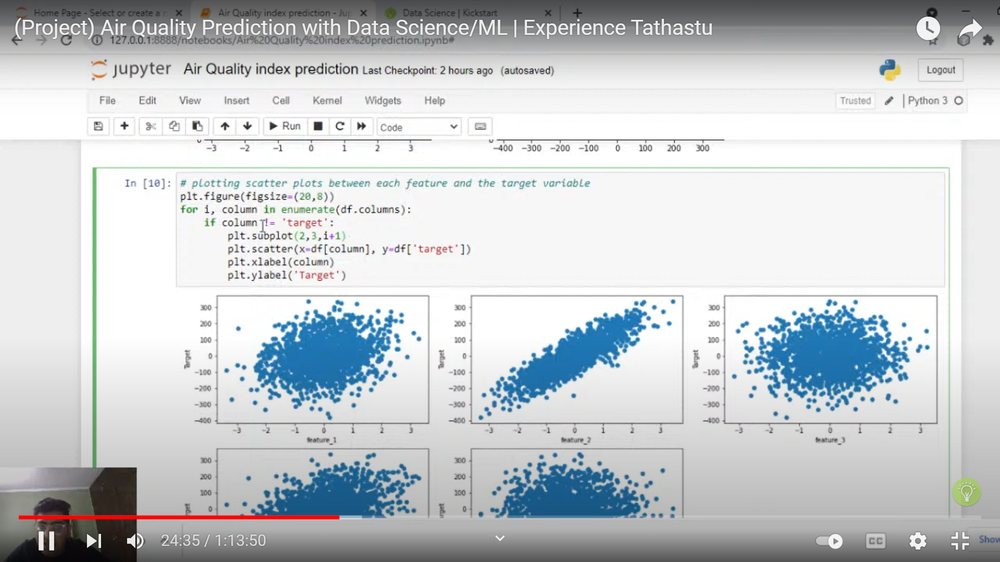 Home Page - Select or create a n
Air Quality index prediction - Jup
Data Science | Kickstart
(Project) Air Quality Prediction with Data Science/ML | Experience Tathastu
127.0.0.1:8888/notebooks/Air%20Quality%20index%20prediction.ipynb#
jupyter Air Quality index prediction Last Checkpoint: 2 hours ago (autosaved)
Logout
File Edit View Insert Cell Kernel Widgets Help
Trusted Python 3
Run Code
0 -3 -2 -1 0 1 2 3
0 -400 -300 -200 -100 0 100 200 300
In [10]: # plotting scatter plots between each feature and the target variable
plt.figure(figsize=(20,8))
for i, column in enumerate(df.columns):
if column != 'target':
plt.subplot(2,3,i+1)
plt.scatter(x=df[column], y=df['target'])
plt.xlabel(column)
plt.ylabel('Target')
300 300 300
200 200 200
100 100 100
0 0 0
-100 -100 -100
-200 -200 -200
-300 -300 -300
-400 -400 -400
Target Target Target
-3 -2 -1 0 1 2 3
-3 -2 -1 0 1 2 3
-3 -2 -1 0 1 2 3
feature_1 feature_2 feature_3
300 300
200 200
100 100
0 0
rget rget
24:35 / 1:13:50
CC
Show